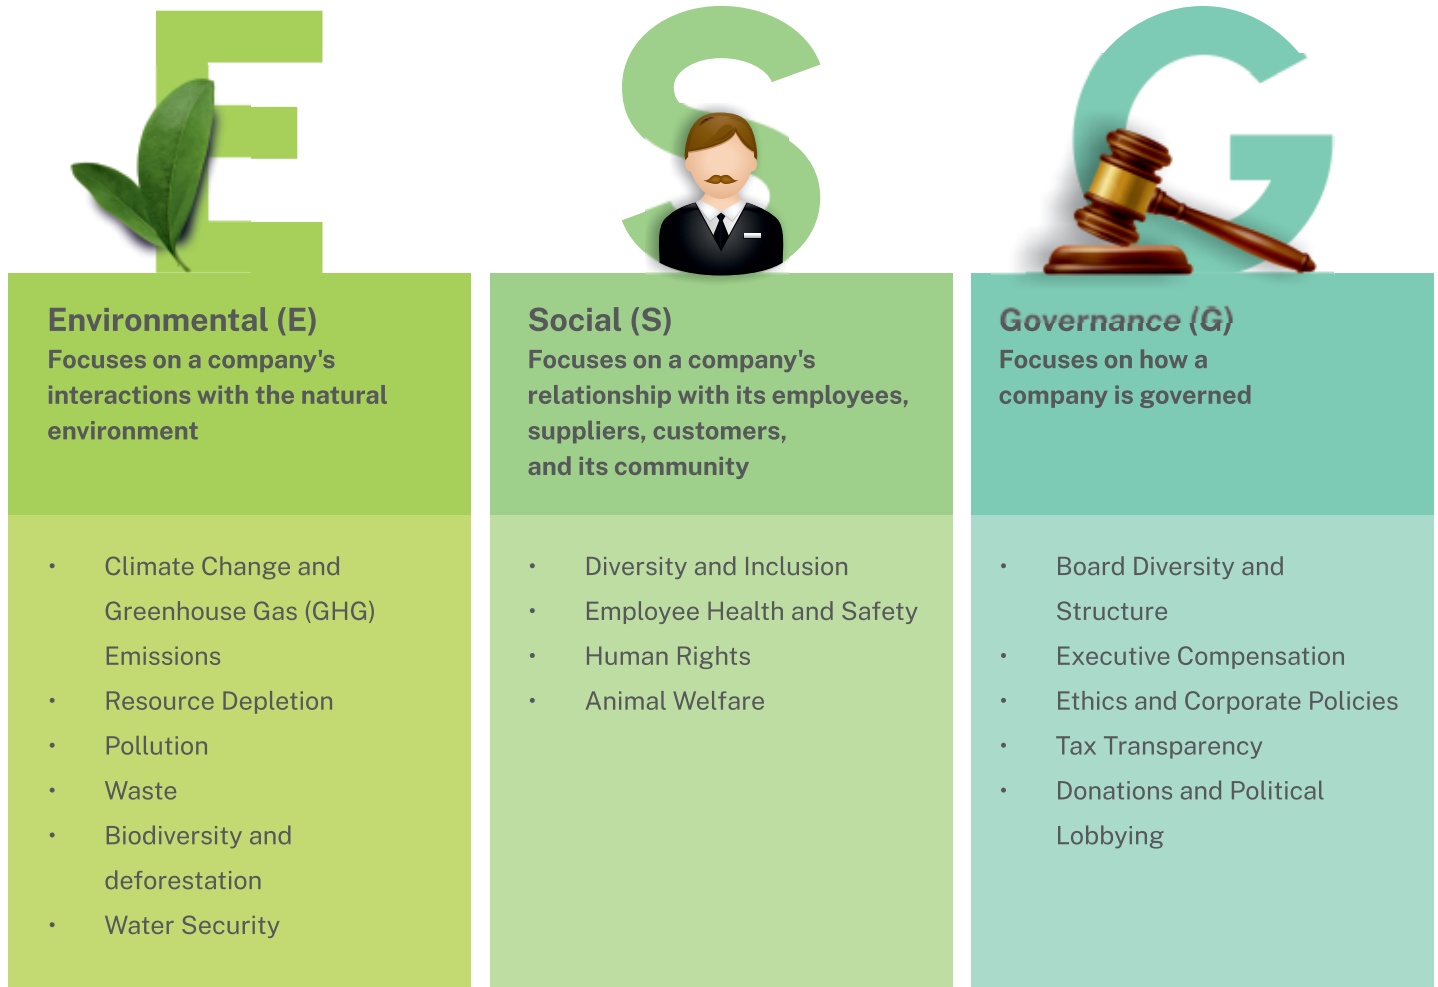 E
S
G
Environmental (E)
Focuses on a company's
interactions with the natural
environment
• Climate Change and
Greenhouse Gas (GHG)
Emissions
• Resource Depletion
• Pollution
• Waste
• Biodiversity and
deforestation
• Water Security
Social (S)
Focuses on a company's
relationship with its employees,
suppliers, customers,
and its community
• Diversity and Inclusion
• Employee Health and Safety
• Human Rights
• Animal Welfare
Governance (G)
Focuses on how a
company is governed
• Board Diversity and
Structure
• Executive Compensation
• Ethics and Corporate Policies
• Tax Transparency
• Donations and Political
Lobbying